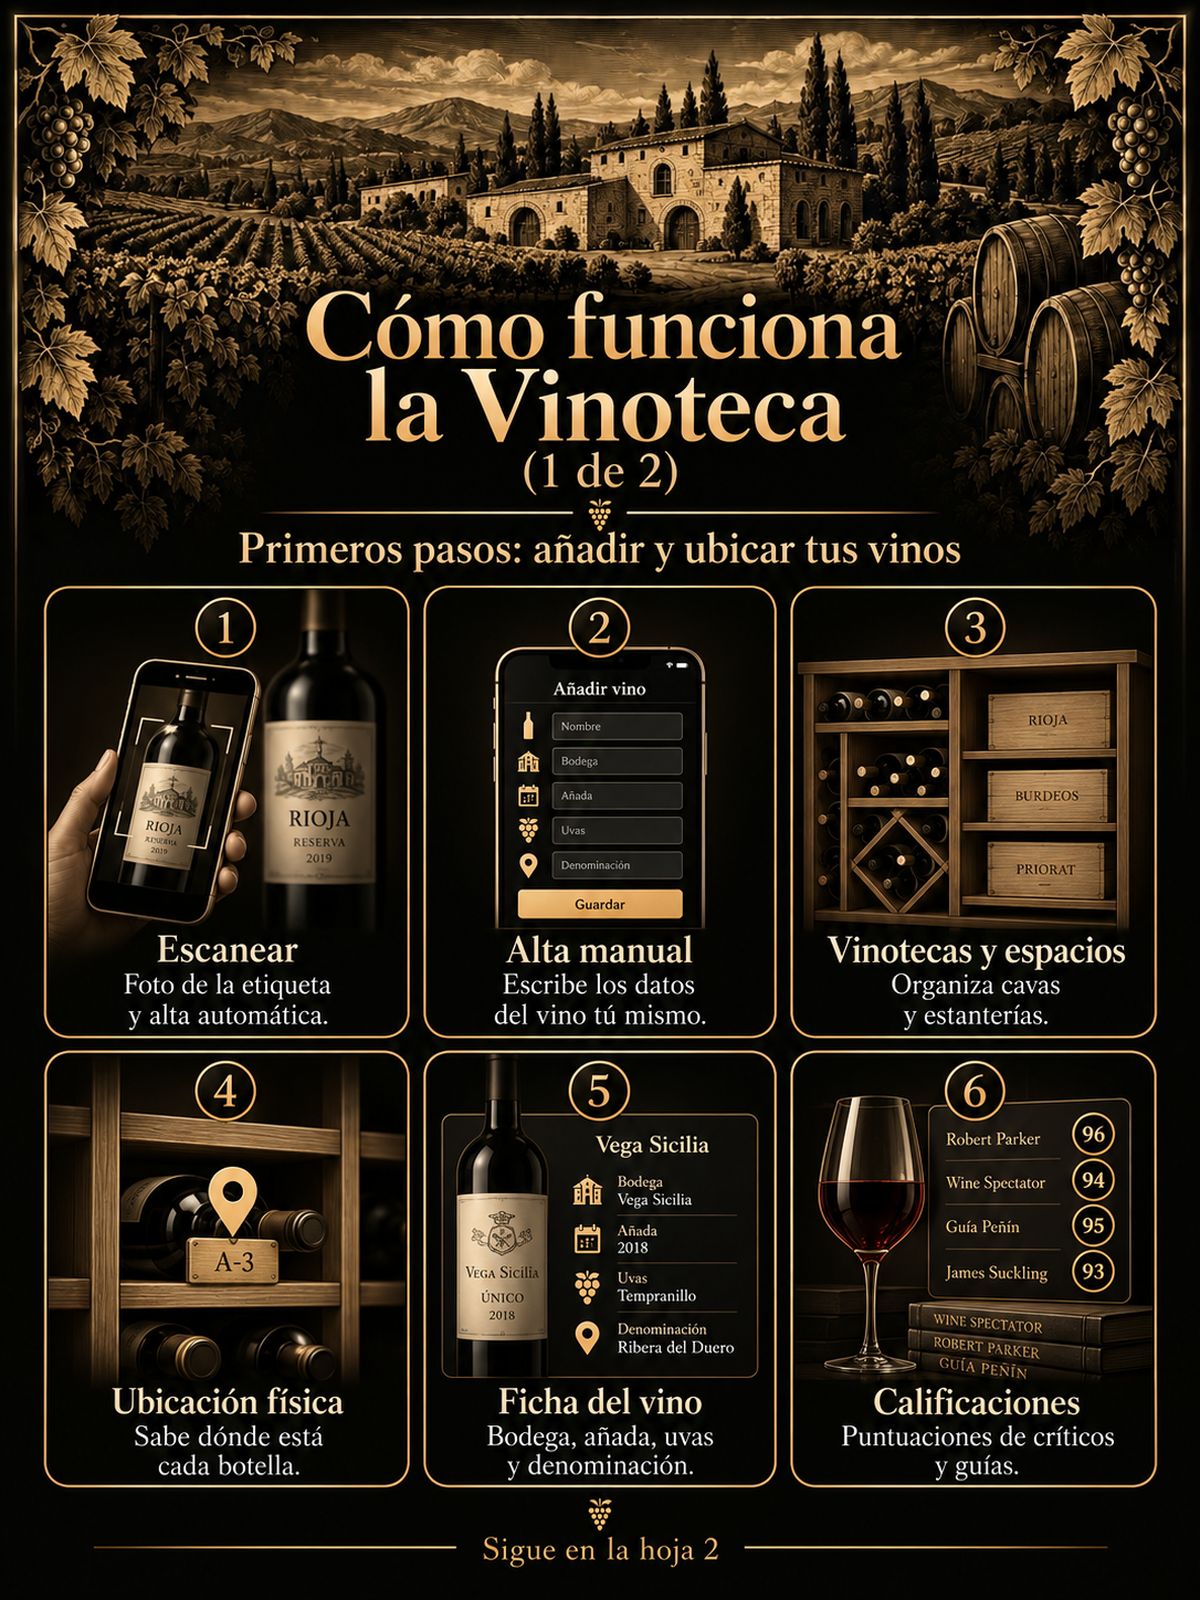 Cómo funciona
la Vinoteca
(1 de 2)
Primeros pasos: añadir y ubicar tus vinos
1
RIOJA
RESERVA
2019
RIOJA
RESERVA
2019
Escanear
Foto de la etiqueta
y alta automática.
2
Añadir vino
Nombre
Bodega
Añada
Uvas
Denominación
Guardar
Alta manual
Escribe los datos
del vino tú mismo.
3
RIOJA
BURDEOS
PRIORAT
Vinotecas y espacios
Organiza cavas
y estanterías.
4
A-3
Ubicación física
Sabe dónde está
cada botella.
5
VEGA SICILIA
ÚNICO
2018
Vega Sicilia
Bodega
Vega Sicilia
Añada
2018
Uvas
Tempranillo
Denominación
Ribera del Duero
Ficha del vino
Bodega, añada, uvas
y denominación.
6
Robert Parker 96
Wine Spectator 94
Guía Peñín 95
James Suckling 93
WINE SPECTATOR
ROBERT PARKER
GUÍA PEÑÍN
Calificaciones
Puntuaciones de críticos
y guías.
Sigue en la hoja 2